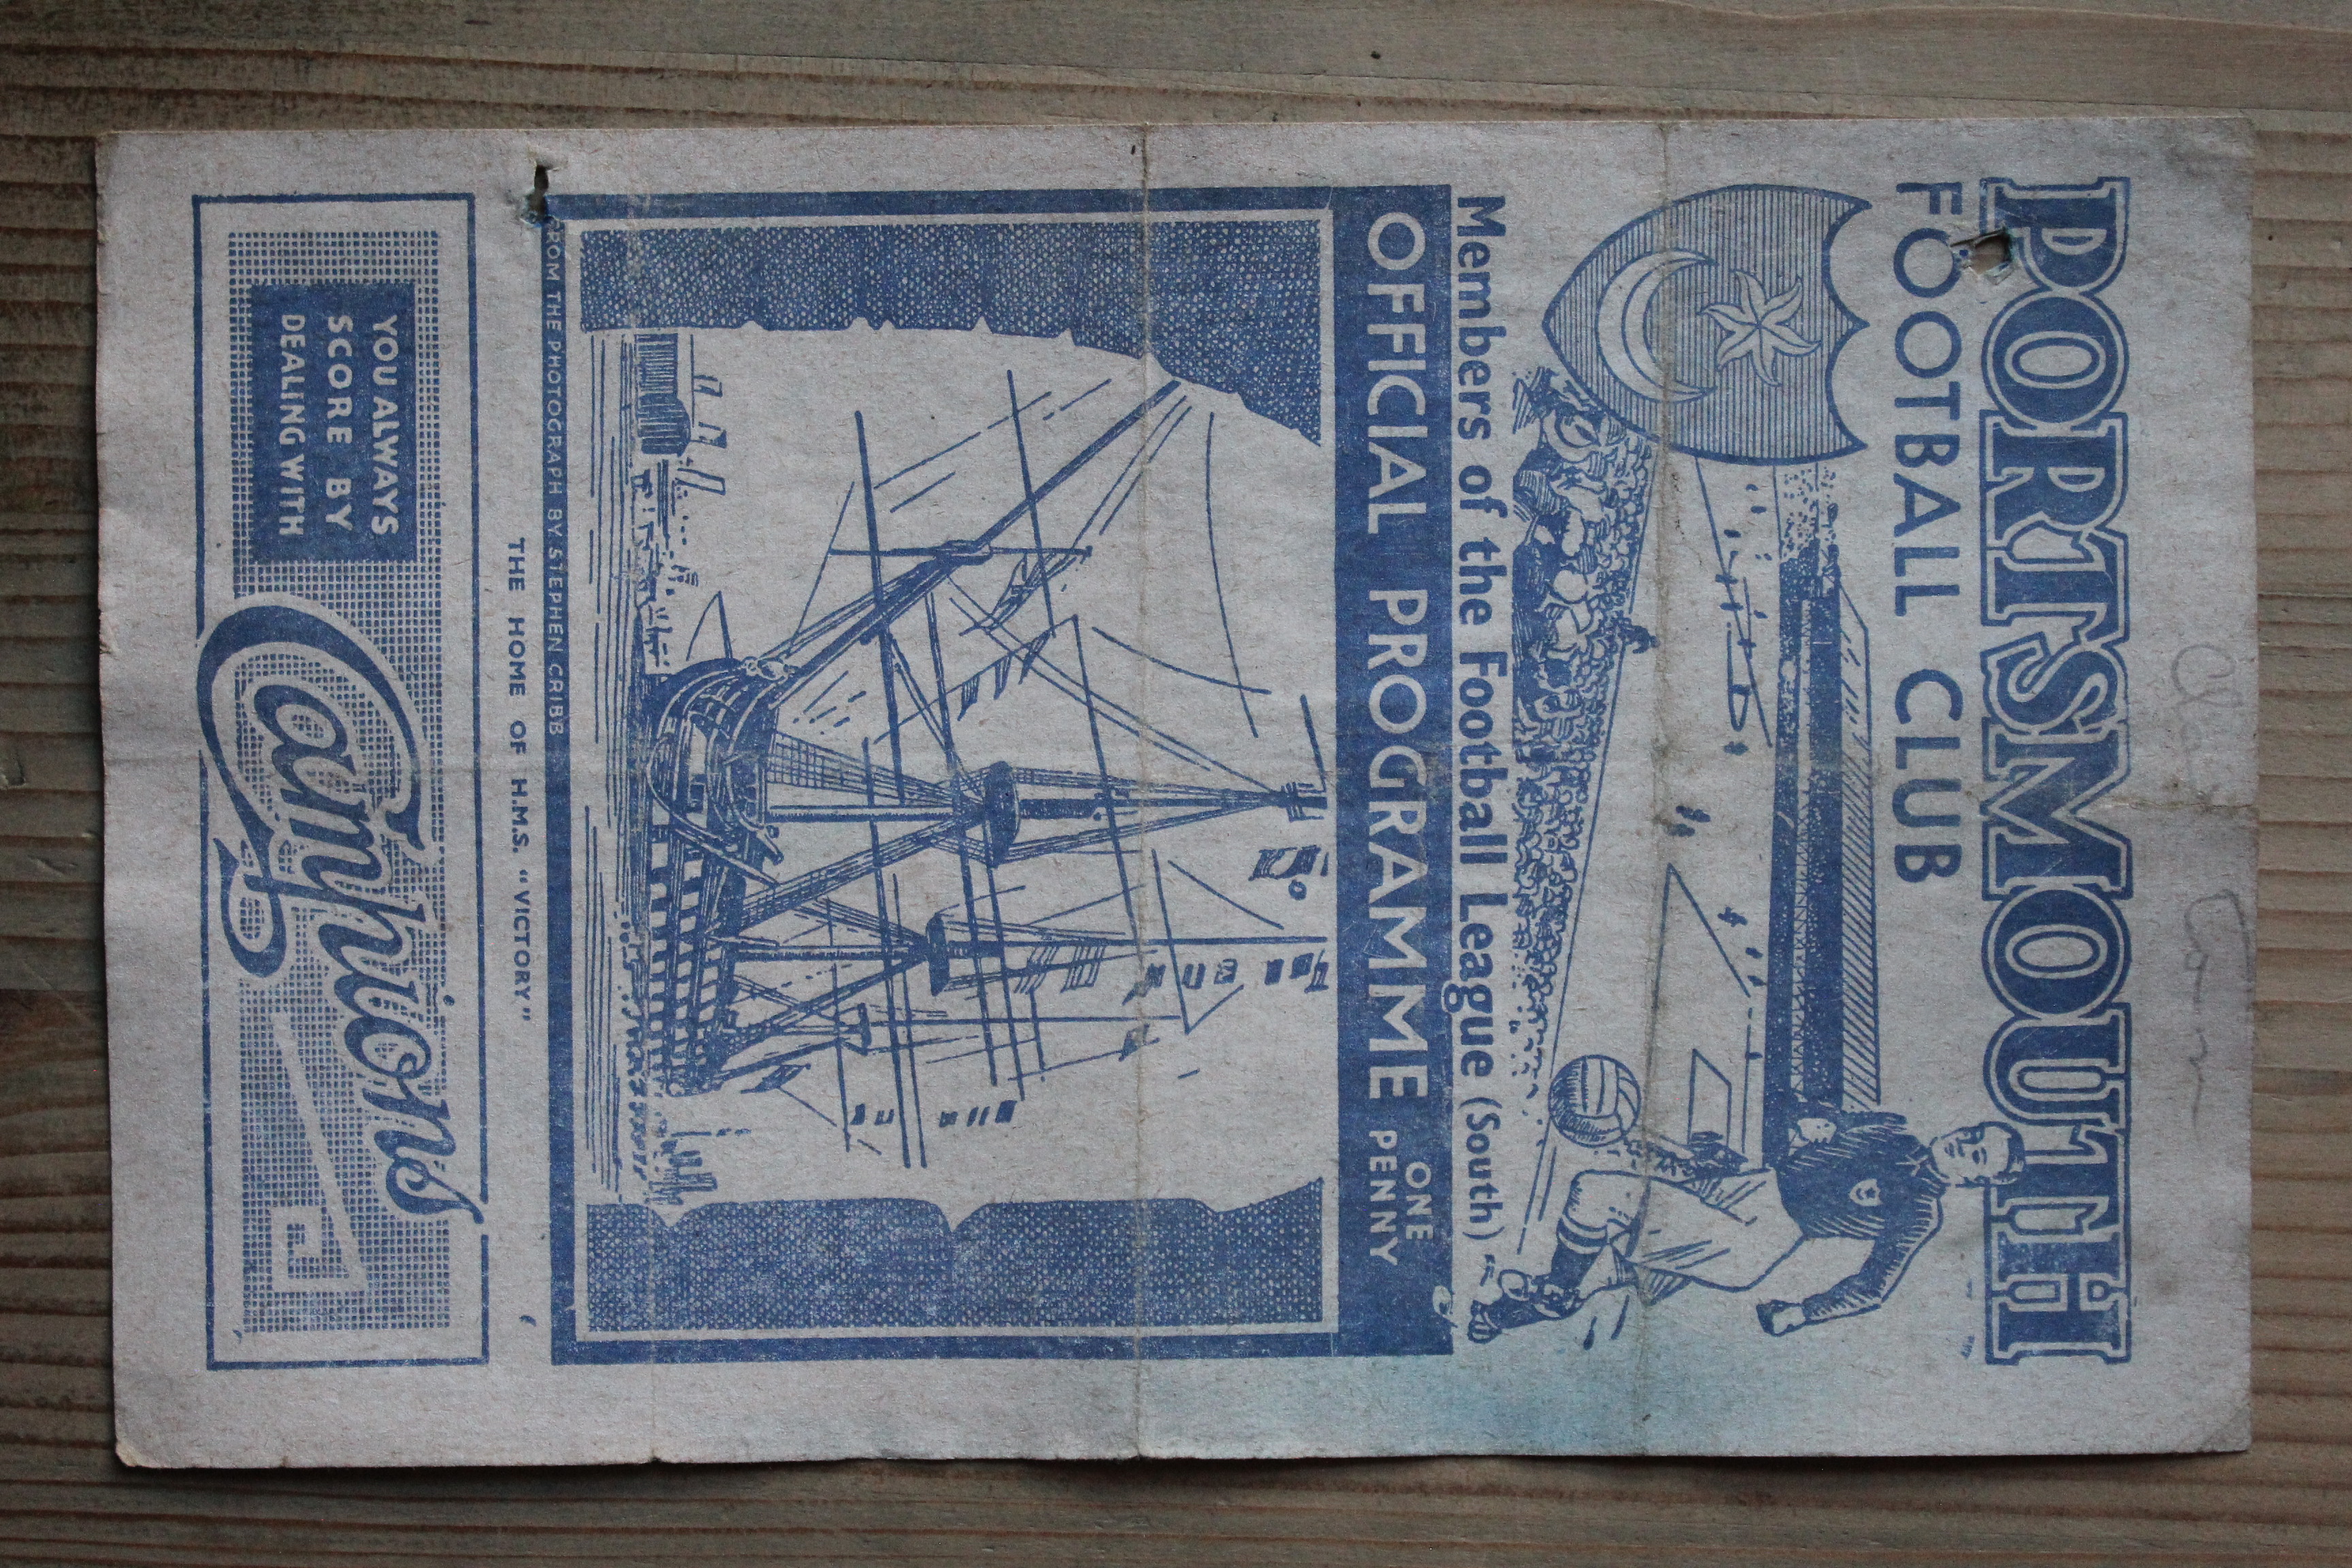 PORTSMOUTH
FOOTBALL CLUB
Members of the Football League (South)
OFFICIAL PROGRAMME ONE
PENNY
FROM THE PHOTOGRAPH BY STEPHEN CRIBB
THE HOME OF H.M.S. "VICTORY"
YOU ALWAYS
SCORE BY
DEALING WITH
Camphions